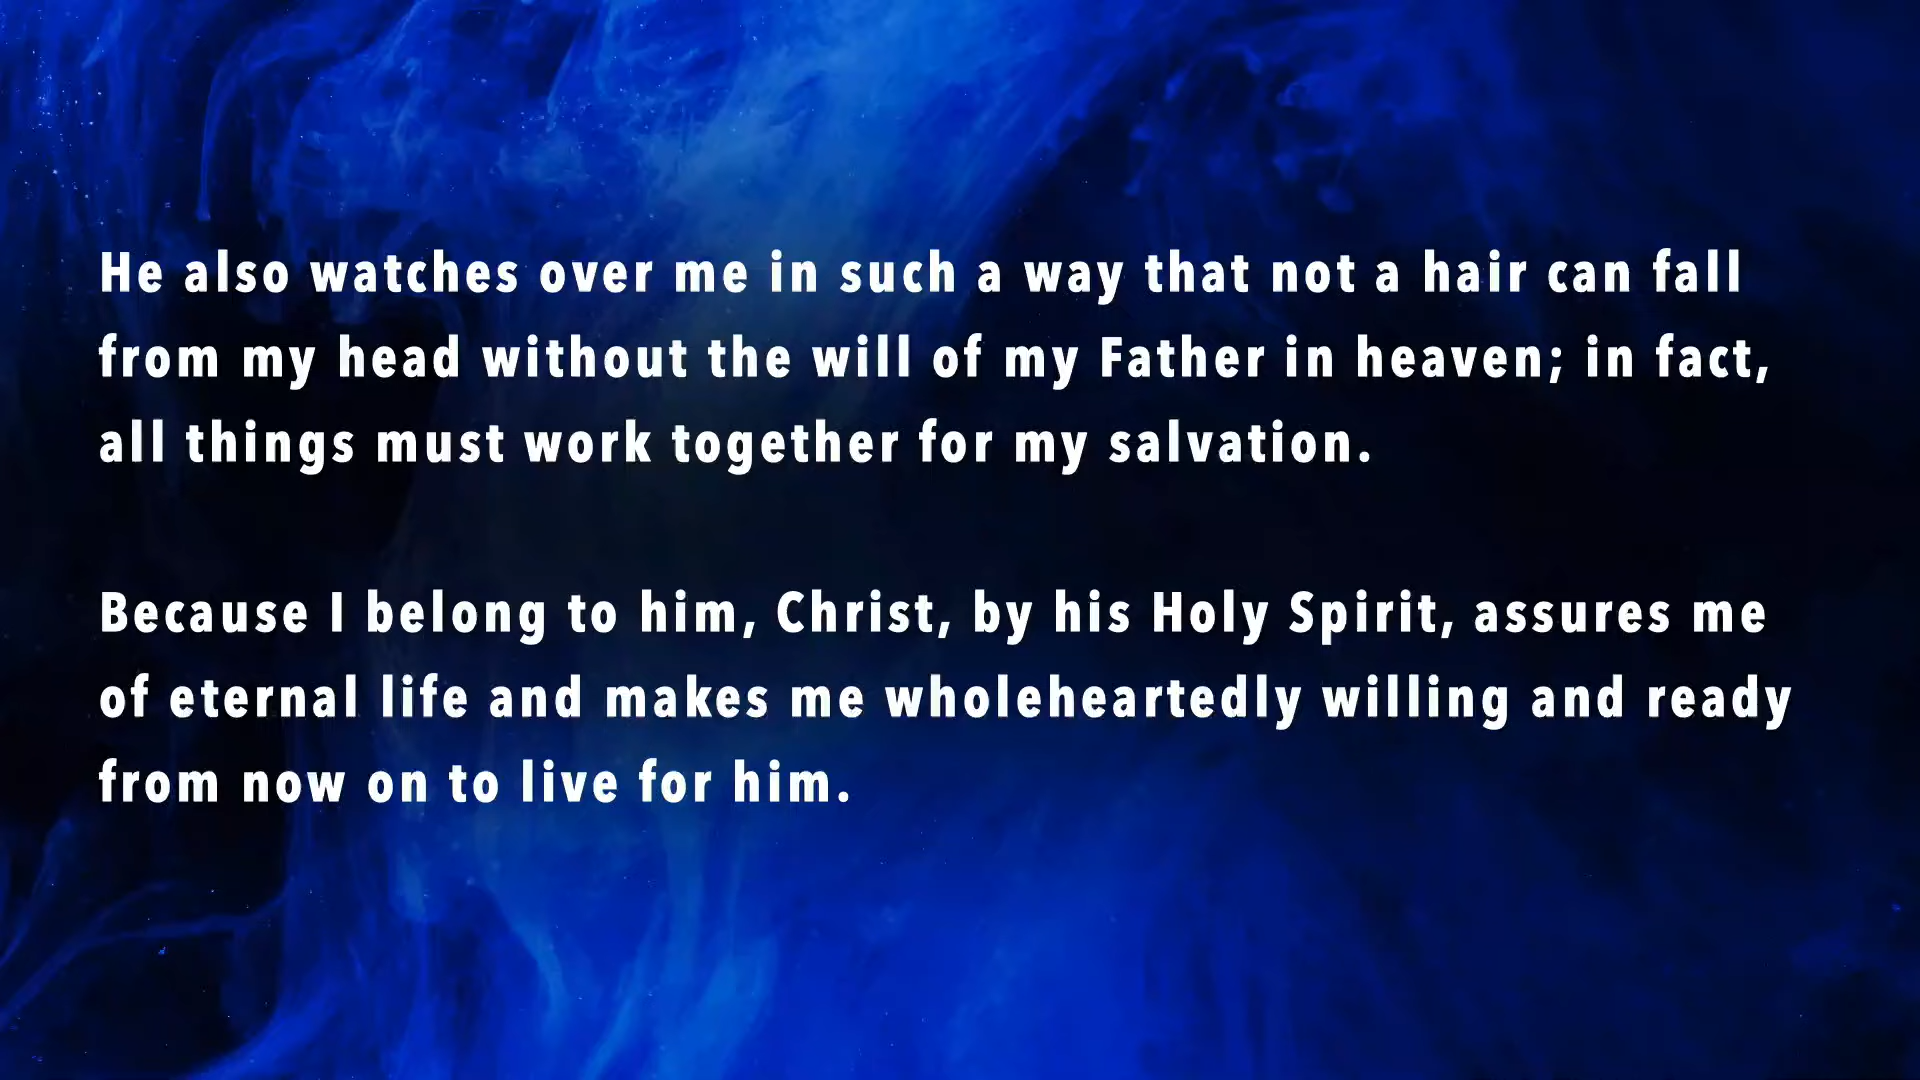 He also watches over me in such a way that not a hair can fall
from my head without the will of my Father in heaven; in fact,
all things must work together for my salvation.
Because I belong to him, Christ, by his Holy Spirit, assures me
of eternal life and makes me wholeheartedly willing and ready
from now on to live for him.